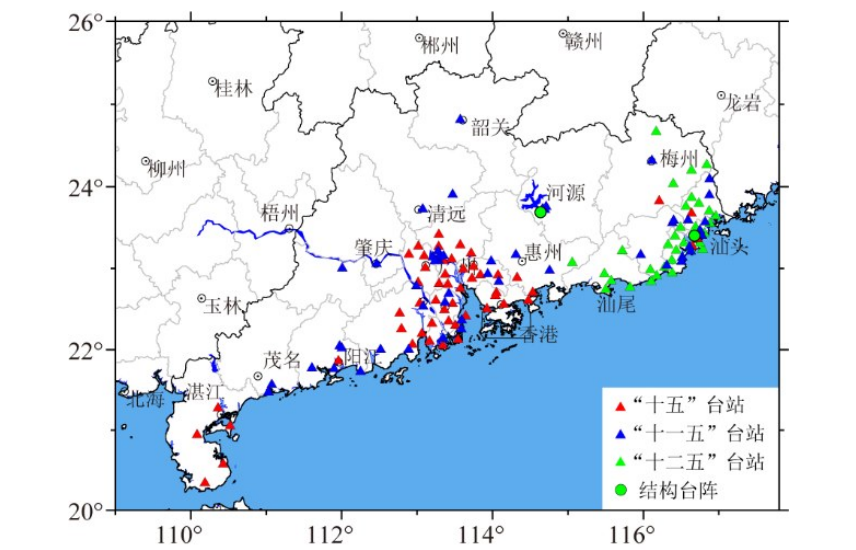 26°
24°
22°
20°
110°
112°
114°
116°
郴州
赣州
桂林
龙岩
韶关
柳州
梅州
河源
梧州
清远
肇庆
惠州
汕头
玉林
汕尾
香港
茂名
阳江
湛江
北海
“十五”台站
“十一五”台站
“十二五”台站
结构台阵